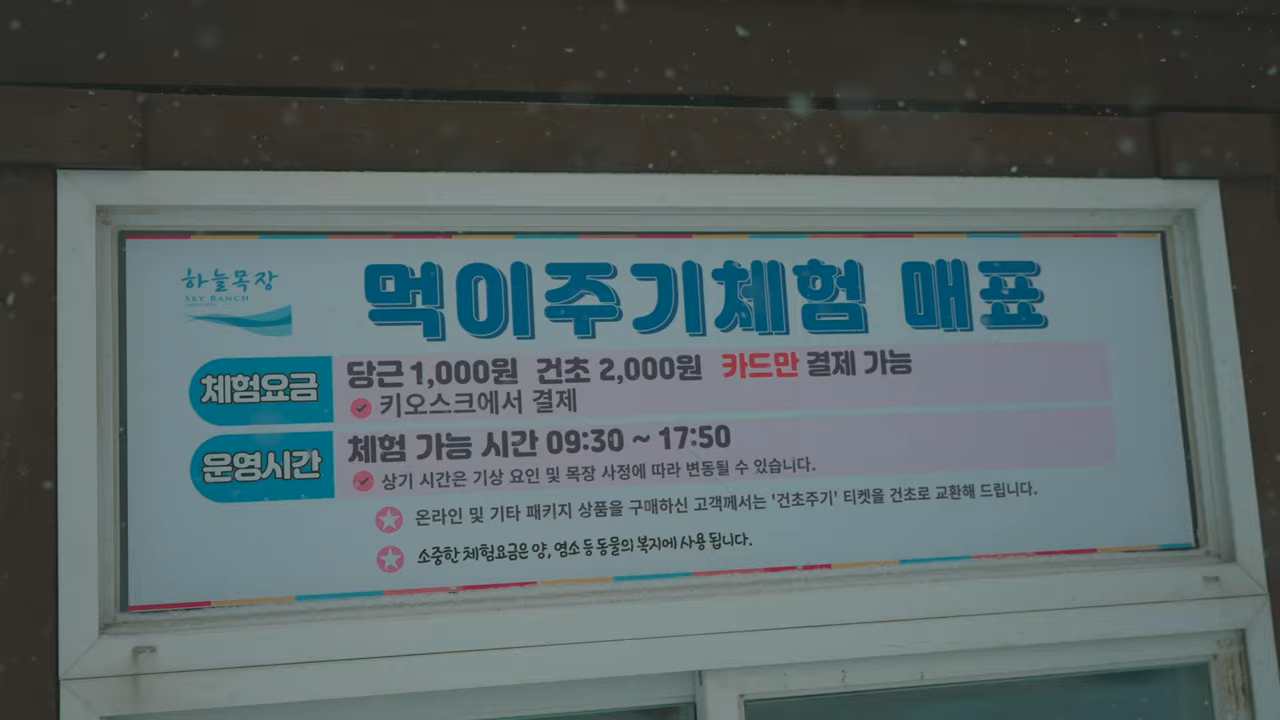 하늘목장
SKY RANCH
먹이주기체험 매표
체험요금
당근 1,000원 건초 2,000원 카드만 결제 가능
키오스크에서 결제
운영시간
체험 가능 시간 09:30 ~ 17:50
상기 시간은 기상 요인 및 목장 사정에 따라 변동될 수 있습니다.
온라인 및 기타 패키지 상품을 구매하신 고객께서는 '건초주기' 티켓을 건초로 교환해 드립니다.
소중한 체험요금은 양, 염소 등 동물의 복지에 사용 됩니다.